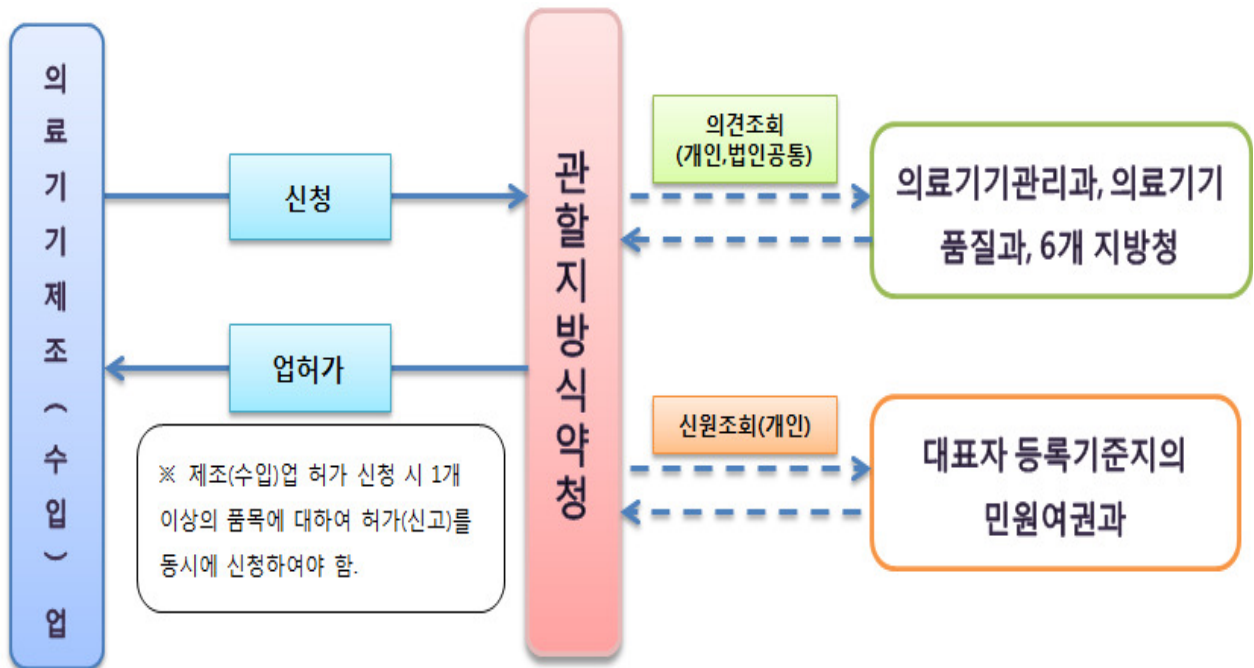 의료기기제조(수입)업
신청
업허가
※ 제조(수입)업 허가 신청 시 1개
이상의 품목에 대하여 허가(신고)를
동시에 신청하여야 함.
관할지방식약청
의견조회
(개인,법인공통)
의료기기관리과, 의료기기
품질과, 6개 지방청
신원조회(개인)
대표자 등록기준지의
민원여권과